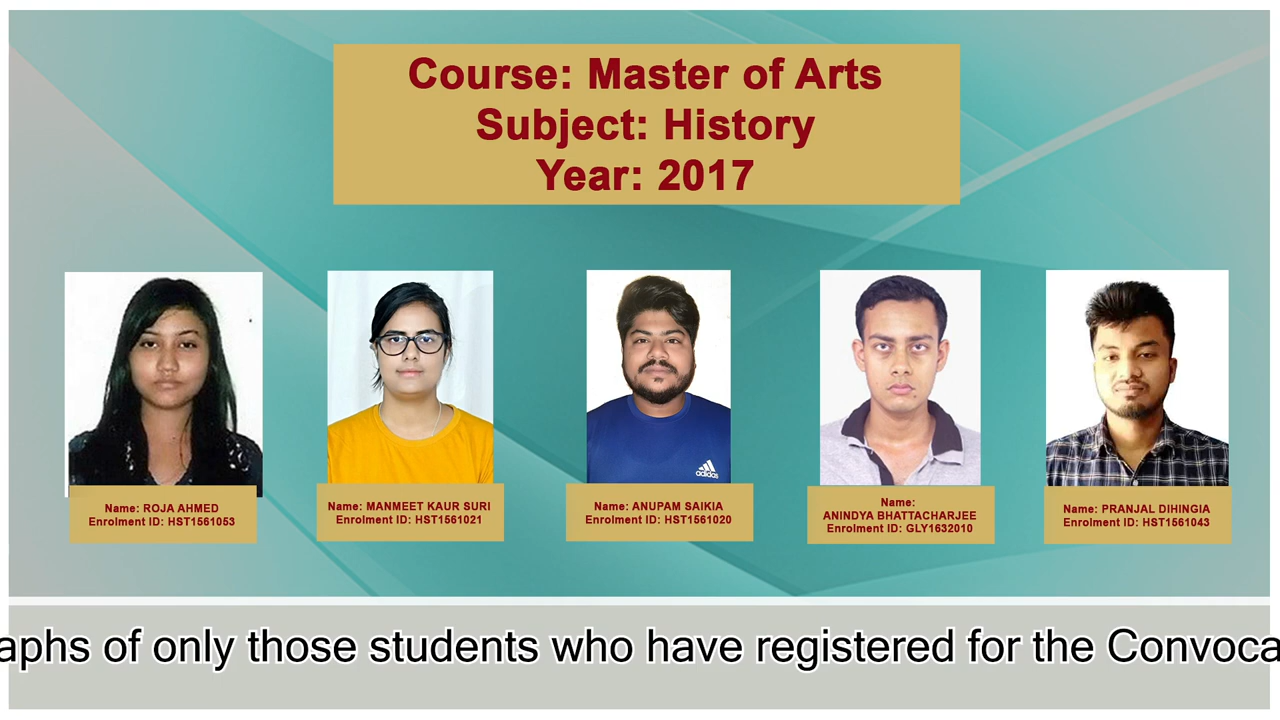 Course: Master of Arts
Subject: History
Year: 2017
adidas
Name: ROJA AHMED
Enrolment ID: HST1561053
Name: MANMEET KAUR SURI
Enrolment ID: HST1561021
Name: ANUPAM SAIKIA
Enrolment ID: HST1561020
Name:
ANINDYA BHATTACHARJEE
Enrolment ID: GLY1632010
Name: PRANJAL DIHINGIA
Enrolment ID: HST1561043
aphs of only those students who have registered for the Convoca